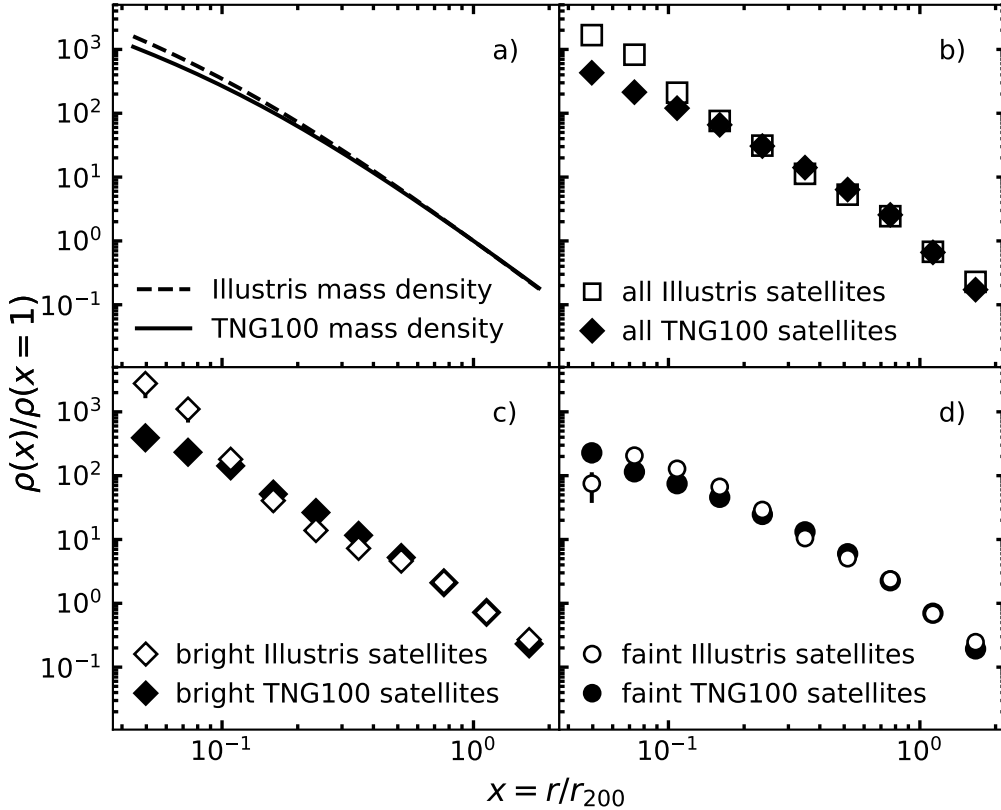 a)
10³
10²
10¹
10⁰
10⁻¹
Illustris mass density
TNG100 mass density
b)
all Illustris satellites
all TNG100 satellites
ρ(x)/ρ(x = 1)
c)
10³
10²
10¹
10⁰
10⁻¹
bright Illustris satellites
bright TNG100 satellites
d)
faint Illustris satellites
faint TNG100 satellites
10⁻¹ 10⁰ 10⁻¹ 10⁰
x = r/r₂₀₀